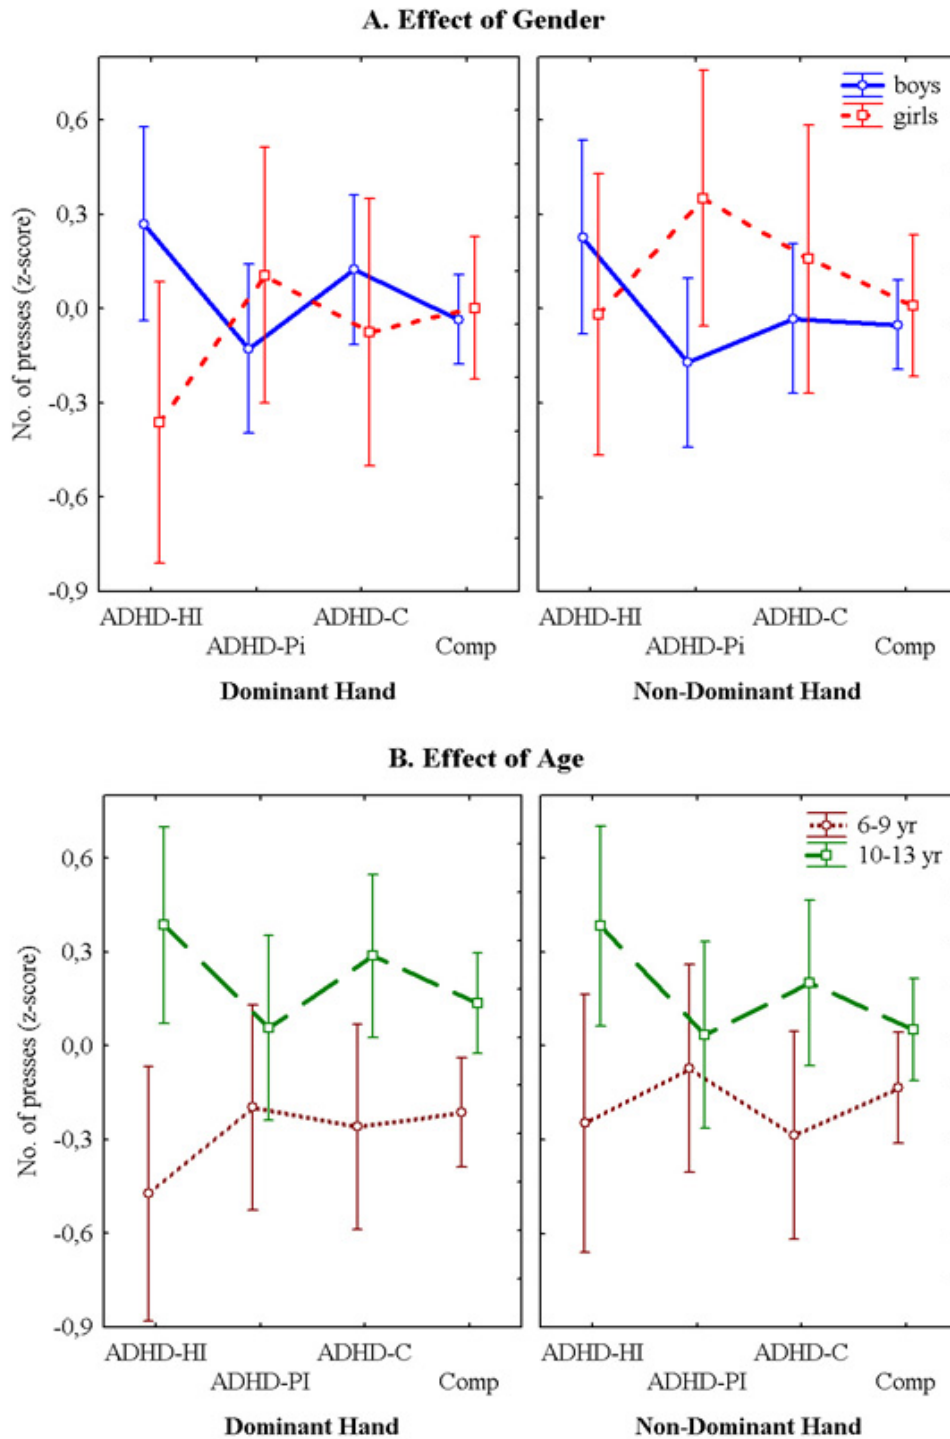 A. Effect of Gender
boys
girls
No. of presses (z-score)
0,6
0,3
0,0
-0,3
-0,6
-0,9
ADHD-HI
ADHD-Pi
ADHD-C
Comp
ADHD-HI
ADHD-Pi
ADHD-C
Comp
Dominant Hand
Non-Dominant Hand
B. Effect of Age
6-9 yr
10-13 yr
No. of presses (z-score)
0,6
0,3
0,0
-0,3
-0,6
-0,9
ADHD-HI
ADHD-PI
ADHD-C
Comp
ADHD-HI
ADHD-PI
ADHD-C
Comp
Dominant Hand
Non-Dominant Hand